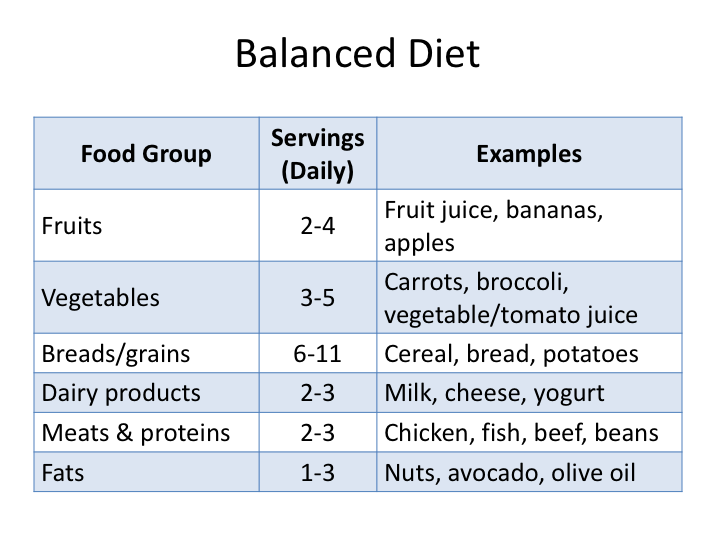 Balanced Diet
Food Group
Servings
(Daily)
Examples
Fruits
2-4
Fruit juice, bananas,
apples
Vegetables
3-5
Carrots, broccoli,
vegetable/tomato juice
Breads/grains
6-11
Cereal, bread, potatoes
Dairy products
2-3
Milk, cheese, yogurt
Meats & proteins
2-3
Chicken, fish, beef, beans
Fats
1-3
Nuts, avocado, olive oil